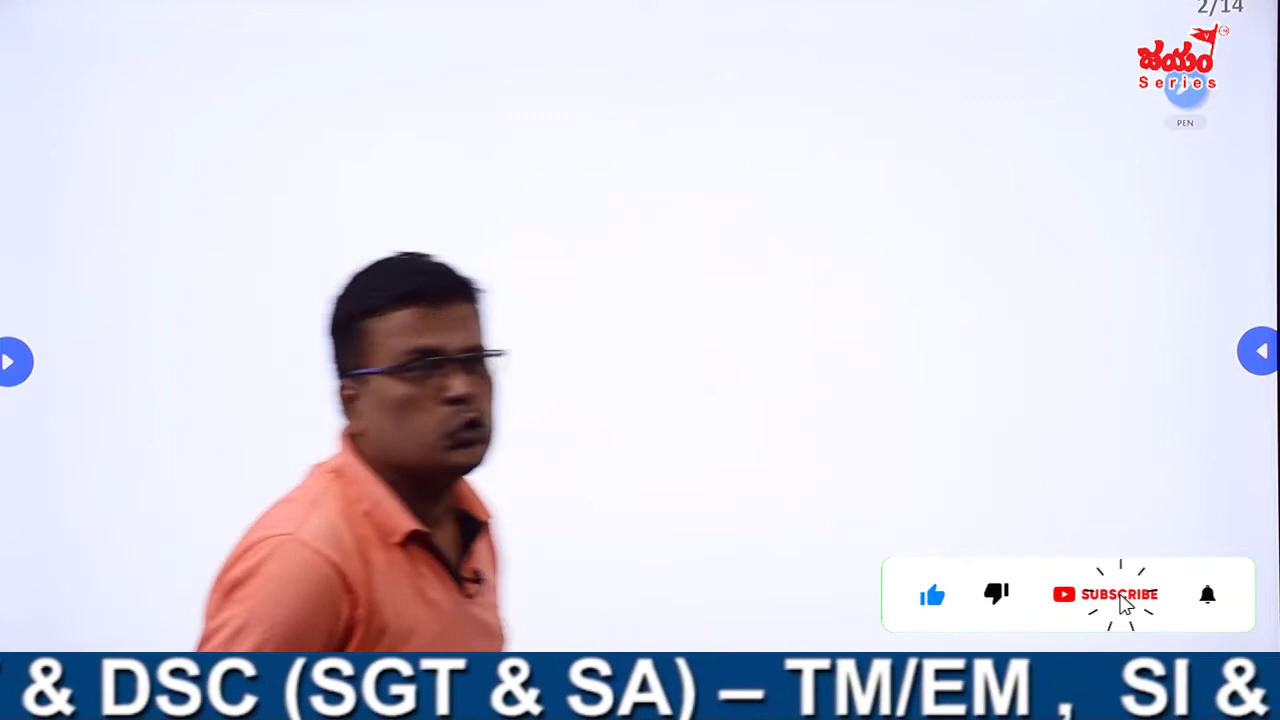 2/14
జయం
Series
PEN
SUBSCRIBE
& DSC (SGT & SA) – TM/EM , SI &